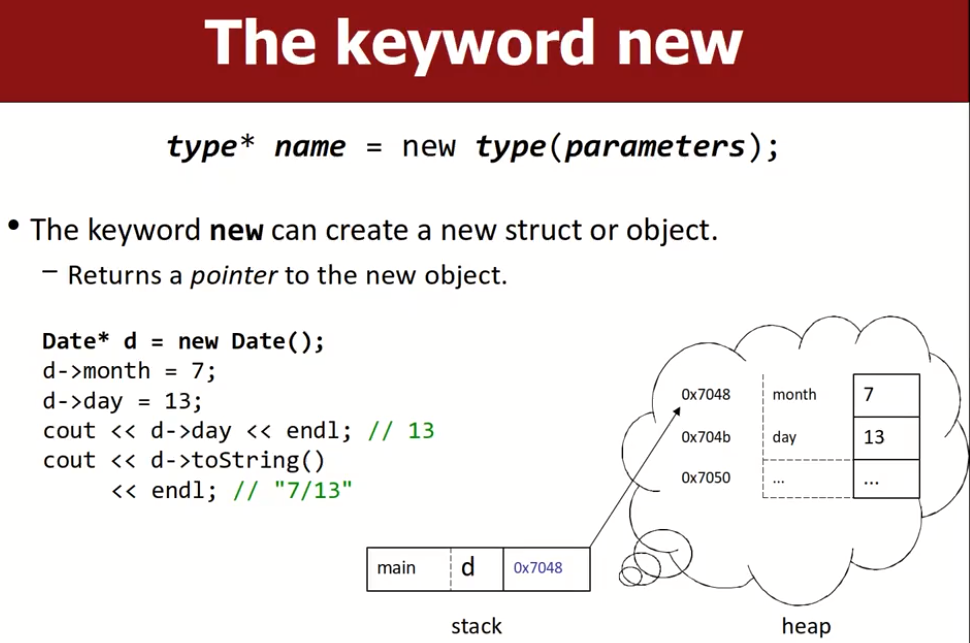 The keyword new
type* name = new type(parameters);
• The keyword new can create a new struct or object.
– Returns a pointer to the new object.
Date* d = new Date();
d->month = 7;
d->day = 13;
cout << d->day << endl; // 13
cout << d->toString()
<< endl; // "7/13"
0x7048 month 7
0x704b day 13
0x7050 ... ...
main d 0x7048
stack
heap